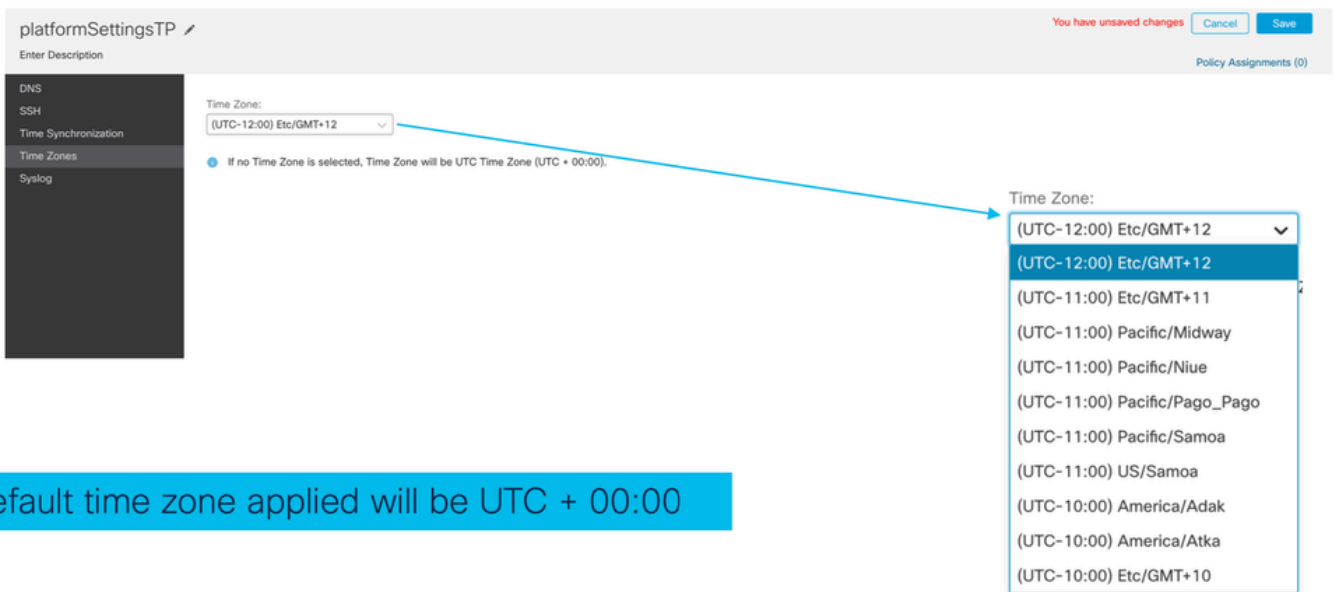 platformSettingsTP
You have unsaved changes Cancel Save
Enter Description
Policy Assignments (0)
DNS
SSH
Time Synchronization
Time Zones
Syslog
Time Zone:
(UTC-12:00) Etc/GMT+12
If no Time Zone is selected, Time Zone will be UTC Time Zone (UTC + 00:00).
Time Zone:
(UTC-12:00) Etc/GMT+12
(UTC-12:00) Etc/GMT+12
(UTC-11:00) Etc/GMT+11
(UTC-11:00) Pacific/Midway
(UTC-11:00) Pacific/Niue
(UTC-11:00) Pacific/Pago_Pago
(UTC-11:00) Pacific/Samoa
(UTC-11:00) US/Samoa
(UTC-10:00) America/Adak
(UTC-10:00) America/Atka
(UTC-10:00) Etc/GMT+10
efault time zone applied will be UTC + 00:00